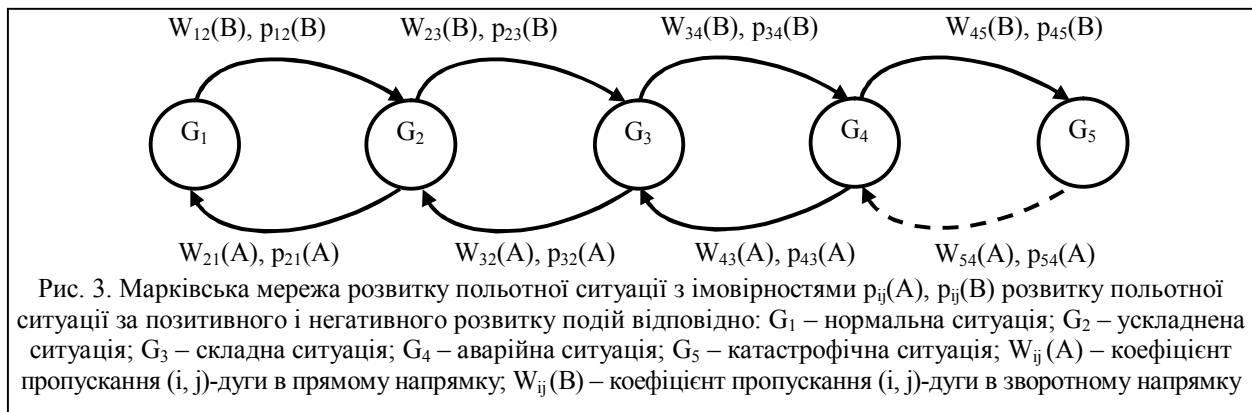 W₁₂(B), p₁₂(B) W₂₃(B), p₂₃(B) W₃₄(B), p₃₄(B) W₄₅(B), p₄₅(B)
G₁ G₂ G₃ G₄ G₅
W₂₁(A), p₂₁(A) W₃₂(A), p₃₂(A) W₄₃(A), p₄₃(A) W₅₄(A), p₅₄(A)
Рис. 3. Марківська мережа розвитку польотної ситуації з імовірностями pᵢⱼ(A), pᵢⱼ(B) розвитку польотної
ситуації за позитивного і негативного розвитку подій відповідно: G₁ – нормальна ситуація; G₂ – ускладнена
ситуація; G₃ – складна ситуація; G₄ – аварійна ситуація; G₅ – катастрофічна ситуація; Wᵢⱼ (A) – коефіцієнт
пропускання (i, j)-дуги в прямому напрямку; Wᵢⱼ (B) – коефіцієнт пропускання (i, j)-дуги в зворотному напрямку